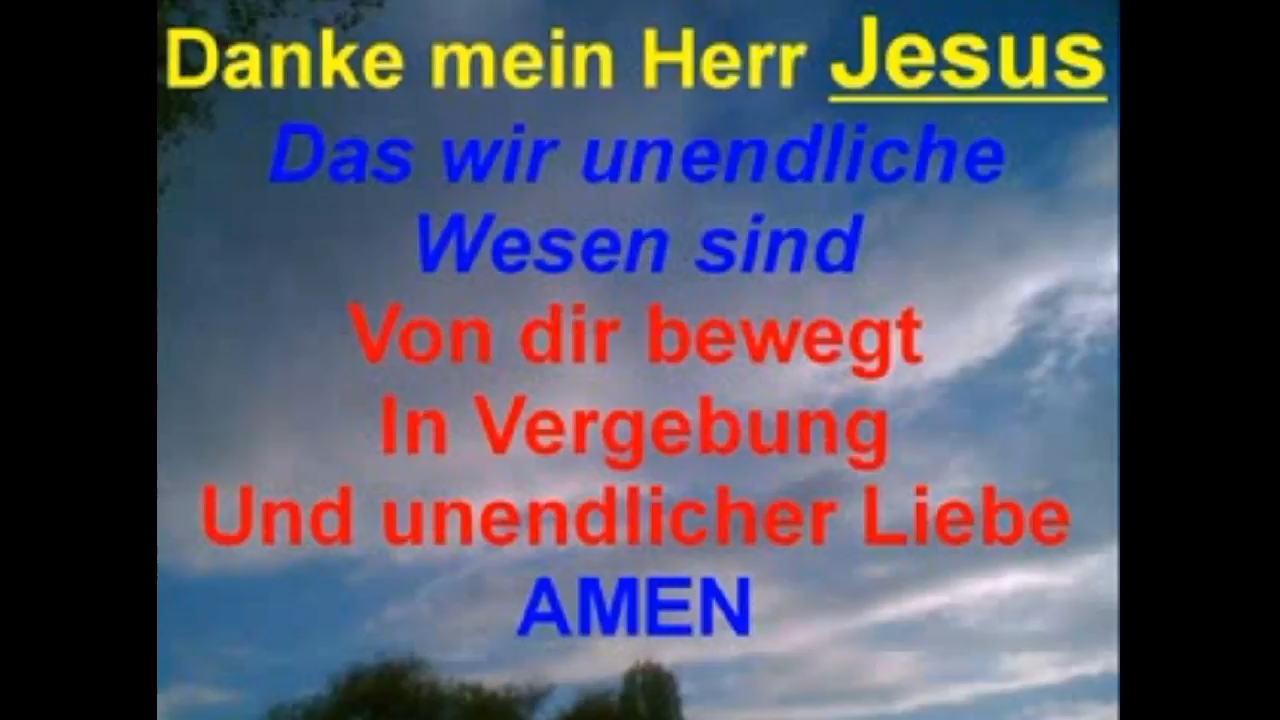 Danke mein Herr Jesus
Das wir unendliche
Wesen sind
Von dir bewegt
In Vergebung
Und unendlicher Liebe
AMEN